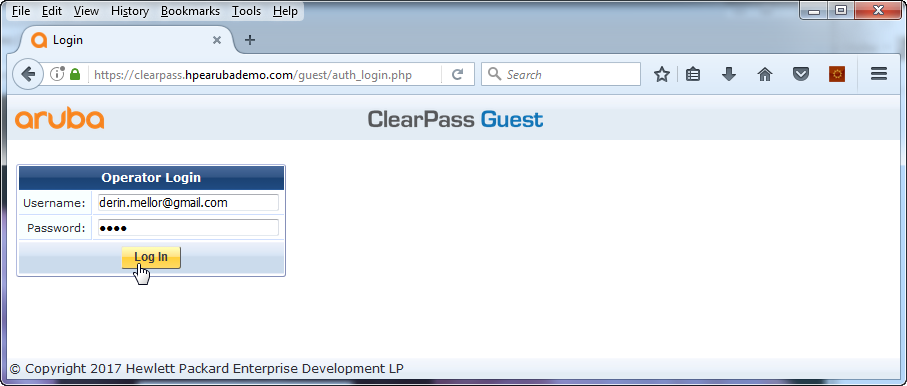 File Edit View History Bookmarks Tools Help
Login
https://clearpass.hpearubademo.com/guest/auth_login.php Search
aruba ClearPass Guest
Operator Login
Username: derin.mellor@gmail.com
Password: ●●●●
Log In
© Copyright 2017 Hewlett Packard Enterprise Development LP